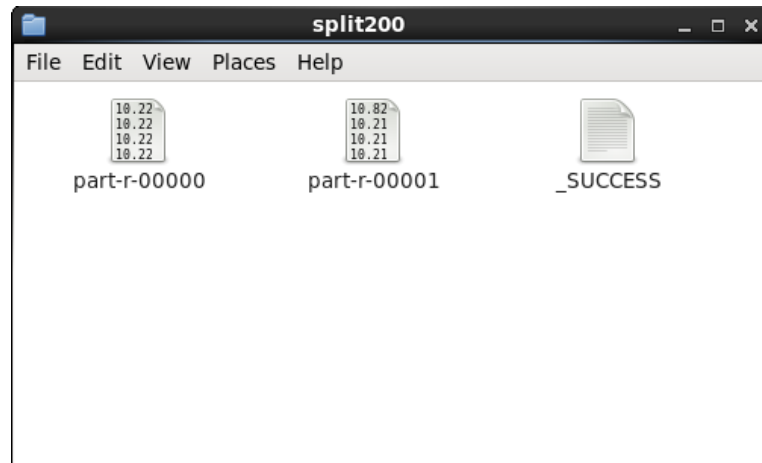 split200
File Edit View Places Help
10.22
10.22
10.22
10.22
part-r-00000
10.82
10.21
10.21
10.21
part-r-00001
_SUCCESS